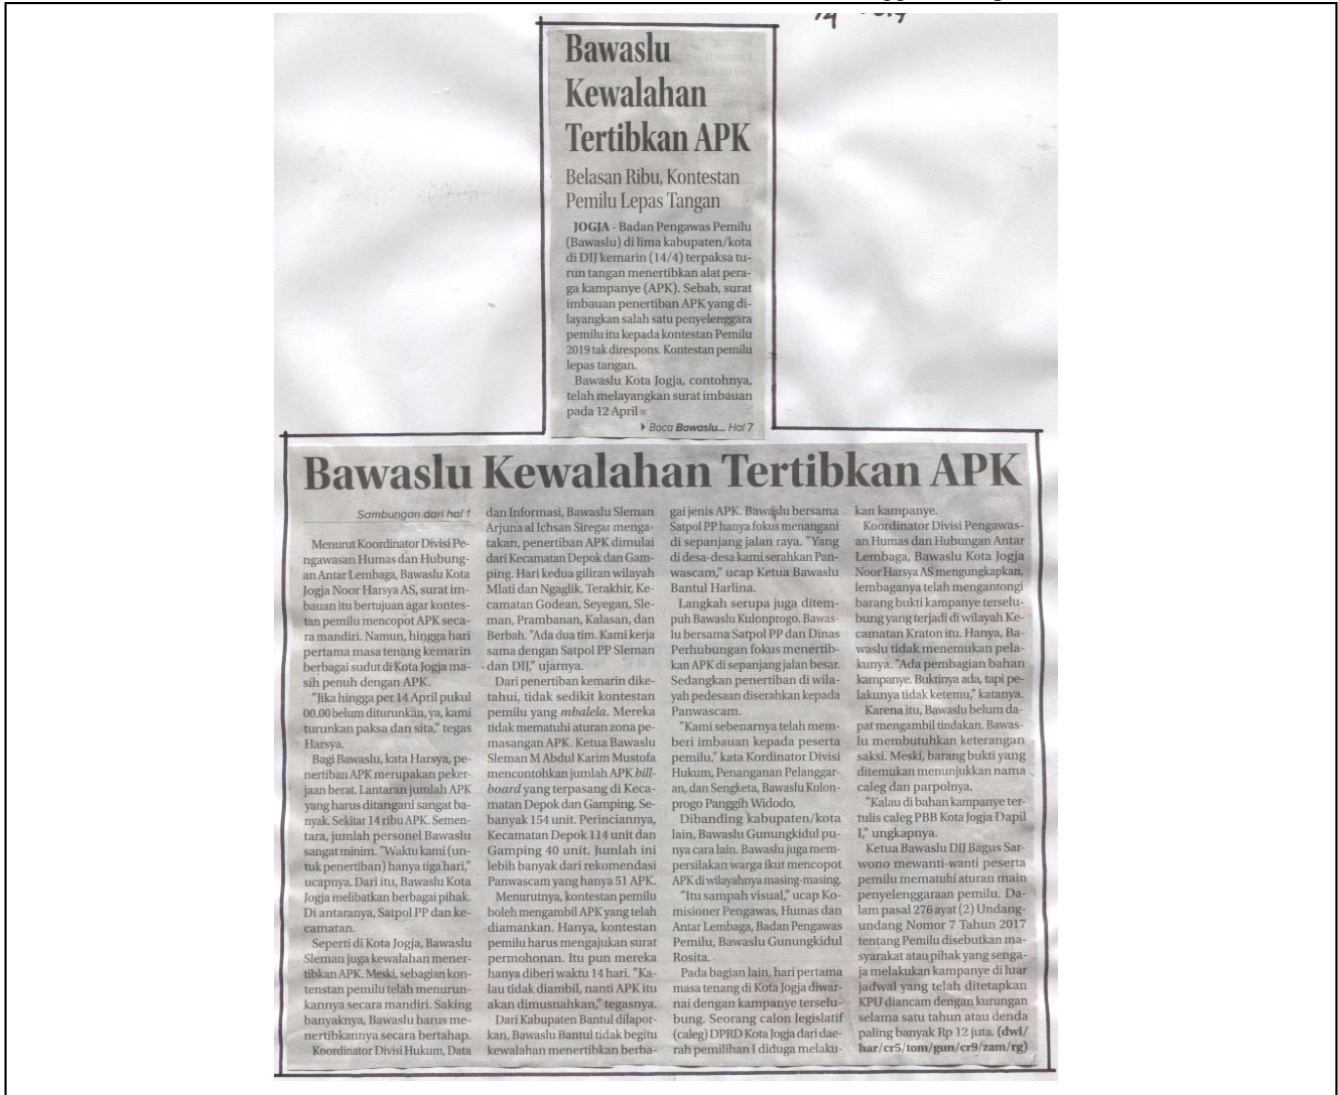 Bawaslu
Kewalahan
Tertibkan APK
Belasan Ribu, Kontestan
Pemilu Lepas Tangan
JOGJA - Badan Pengawas Pemilu
(Bawaslu) di lima kabupaten/kota
di DIJ kemarin (14/4) terpaksa tu-
run tangan menertibkan alat pera-
ga kampanye (APK). Sebab, surat
imbauan penertiban APK yang di-
layangkan salah satu penyelenggara
pemilu itu kepada kontestan Pemilu
2019 tak direspons. Kontestan pemilu
lepas tangan.
Bawaslu Kota Jogja, contohnya,
telah melayangkan surat imbauan
pada 12 April
Baca Bawaslu... Hal 7
Bawaslu Kewalahan Tertibkan APK
Sambungan dari hal 1
Menurut Koordinator Divisi Pe-
ngawasan Humas dan Hubung-
an Antar Lembaga, Bawaslu Kota
Jogja Noor Harsya AS, surat im-
bauan itu bertujuan agar kontes-
tan pemilu mencopot APK seca-
ra mandiri. Namun, hingga hari
pertama masa tenang kemarin
berbagai sudut di Kota Jogja ma-
sih penuh dengan APK.
"Jika hingga per 14 April pukul
00.00 belum diturunkan, ya, kami
turunkan paksa dan sita," tegas
Harsya.
Bagi Bawaslu, kata Harsya, pe-
nertiban APK merupakan peker-
jaan berat. Lantaran jumlah APK
yang harus ditangani sangat ba-
nyak. Sekitar 14 ribu APK. Semen-
tara, jumlah personel Bawaslu
sangat minim. "Waktu kami (un-
tuk penertiban) hanya tiga hari,"
ucapnya. Dari itu, Bawaslu Kota
Jogja melibatkan berbagai pihak.
Di antaranya, Satpol PP dan ke-
camatan.
Seperti di Kota Jogja, Bawaslu
Sleman juga kewalahan mener-
tibkan APK. Meski, sebagian kon-
tenstan pemilu telah menurun-
kannya secara mandiri. Saking
banyaknya, Bawaslu harus me-
nertibkannya secara bertahap.
Koordinator Divisi Hukum, Data
dan Informasi, Bawaslu Sleman
Arjuna al Ichsan Siregar menga-
takan, penertiban APK dimulai
dari Kecamatan Depok dan Gam-
ping. Hari kedua giliran wilayah
Mlati dan Ngaglik. Terakhir, Ke-
camatan Godean, Seyegan, Sle-
man, Prambanan, Kalasan, dan
Berbah. "Ada dua tim. Kami kerja
sama dengan Satpol PP Sleman
dan DIJ," ujarnya.
Dari penertiban kemarin dike-
tahui, tidak sedikit kontestan
pemilu yang mbalela. Mereka
tidak mematuhi aturan zona pe-
masangan APK. Ketua Bawaslu
Sleman M Abdul Karim Mustofa
mencontohkan jumlah APK bill-
board yang terpasang di Keca-
matan Depok dan Gamping. Se-
banyak 154 unit. Perinciannya,
Kecamatan Depok 114 unit dan
Gamping 40 unit. Jumlah ini
lebih banyak dari rekomendasi
Panwascam yang hanya 51 APK.
Menurutnya, kontestan pemilu
boleh mengambil APK yang telah
diamankan. Hanya, kontestan
pemilu harus mengajukan surat
permohonan. Itu pun mereka
hanya diberi waktu 14 hari. "Ka-
lau tidak diambil, nanti APK itu
akan dimusnahkan," tegasnya.
Dari Kabupaten Bantul dilapor-
kan, Bawaslu Bantul tidak begitu
kewalahan menertibkan berba-
gai jenis APK. Bawaslu bersama
Satpol PP hanya fokus menangani
di sepanjang jalan raya. "Yang
di desa-desa kami serahkan Pan-
wascam," ucap Ketua Bawaslu
Bantul Harlina.
Langkah serupa juga ditem-
puh Bawaslu Kulonprogo. Bawas-
lu bersama Satpol PP dan Dinas
Perhubungan fokus menertib-
kan APK di sepanjang jalan besar.
Sedangkan penertiban di wila-
yah pedesaan diserahkan kepada
Panwascam.
"Kami sebenarnya telah mem-
beri imbauan kepada peserta
pemilu," kata Kordinator Divisi
Hukum, Penanganan Pelanggar-
an, dan Sengketa, Bawaslu Kulon-
progo Panggih Widodo.
Dibanding kabupaten/kota
lain, Bawaslu Gunungkidul pu-
nya cara lain. Bawaslu juga mem-
persilakan warga ikut mencopot
APK di wilayahnya masing-masing.
"Itu sampah visual," ucap Ko-
misioner Pengawas, Humas dan
Antar Lembaga, Badan Pengawas
Pemilu, Bawaslu Gunungkidul
Rosita.
Pada bagian lain, hari pertama
masa tenang di Kota Jogja diwar-
nai dengan kampanye terselu-
bung. Seorang calon legislatif
(caleg) DPRD Kota Jogja dari dae-
rah pemilihan I diduga melaku-
kan kampanye.
Koordinator Divisi Pengawas-
an Humas dan Hubungan Antar
Lembaga, Bawaslu Kota Jogja
Noor Harsya AS mengungkapkan,
lembaganya telah mengantongi
barang bukti kampanye terselu-
bung yang terjadi di wilayah Ke-
camatan Kraton itu. Hanya, Ba-
waslu tidak menemukan pela-
kunya. "Ada pembagian bahan
kampanye. Buktinya ada, tapi pe-
lakunya tidak ketemu," katanya.
Karena itu, Bawaslu belum da-
pat mengambil tindakan. Bawas-
lu membutuhkan keterangan
saksi. Meski, barang bukti yang
ditemukan menunjukkan nama
caleg dan parpolnya.
"Kalau di bahan kampanye ter-
tulis caleg PBB Kota Jogja Dapil
I," ungkapnya.
Ketua Bawaslu DIJ Bagus Sar-
wono mewanti-wanti peserta
pemilu mematuhi aturan main
penyelenggaraan pemilu. Da-
lam pasal 276 ayat (2) Undang-
undang Nomor 7 Tahun 2017
tentang Pemilu disebutkan ma-
syarakat atau pihak yang senga-
ja melakukan kampanye di luar
jadwal yang telah ditetapkan
KPU diancam dengan kurungan
selama satu tahun atau denda
paling banyak Rp 12 juta. (dwi/
har/cr5/tom/gun/cr9/zam/rg)